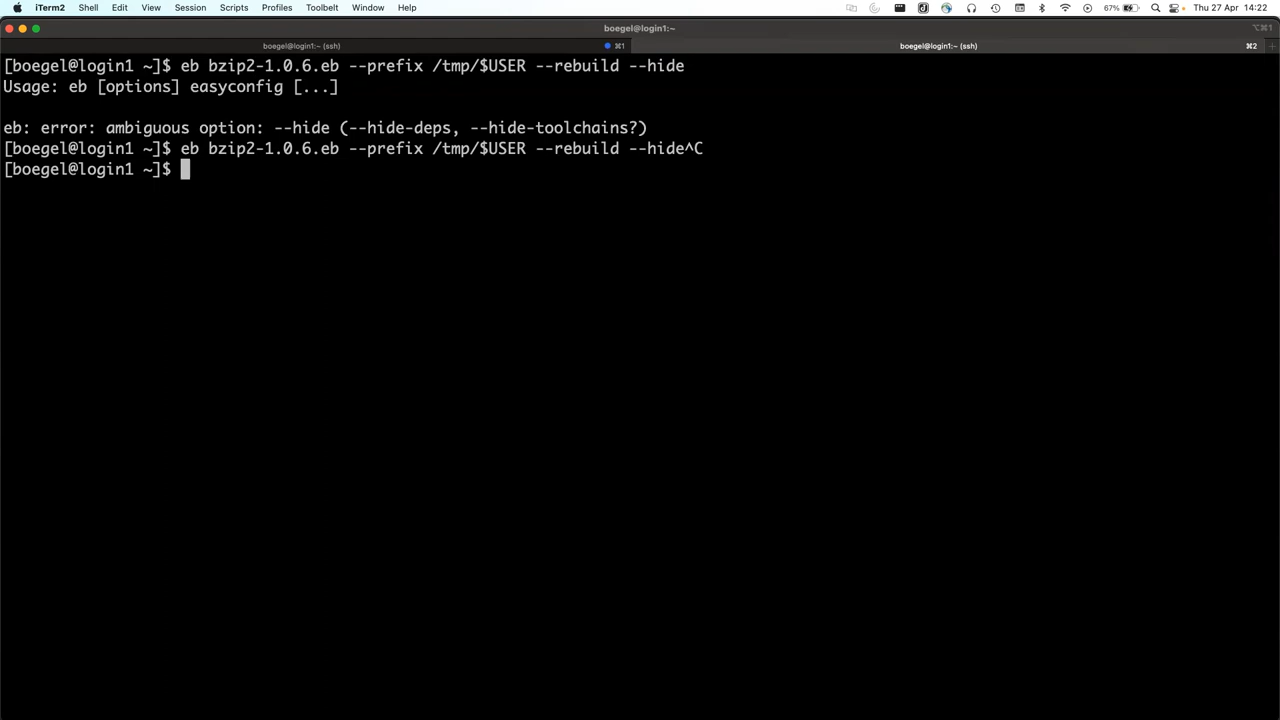 iTerm2 Shell Edit View Session Scripts Profiles Toolbelt Window Help 67% Thu 27 Apr 14:22
boegel@login1:~ ⌥⌘1
boegel@login1:~ (ssh) ⌘1 boegel@login1:~ (ssh) ⌘2
[boegel@login1 ~]$ eb bzip2-1.0.6.eb --prefix /tmp/$USER --rebuild --hide
Usage: eb [options] easyconfig [...]
eb: error: ambiguous option: --hide (--hide-deps, --hide-toolchains?)
[boegel@login1 ~]$ eb bzip2-1.0.6.eb --prefix /tmp/$USER --rebuild --hide^C
[boegel@login1 ~]$